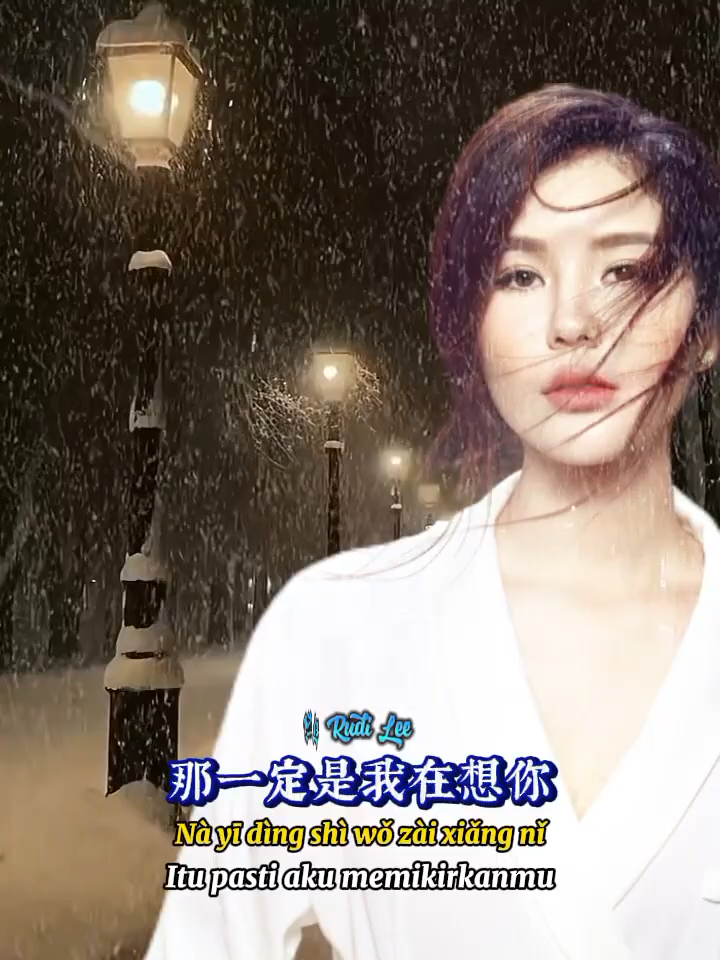 Rudi Lee
那一定是我在想你
Nà yī dìng shì wǒ zài xiǎng nǐ
Itu pasti aku memikirkanmu